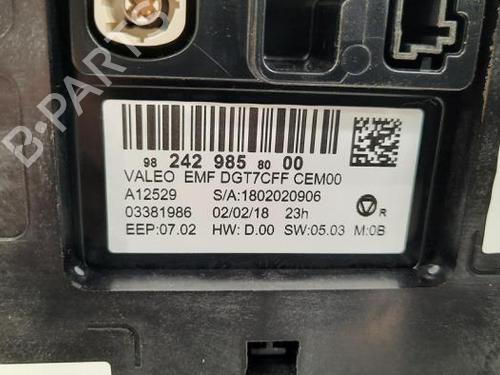 98 242 985 80 00
VALEO EMF DGT7CFF CEM00
A12529 S/A:1802020906
03381986 02/02/18 23h R
EEP:07.02 HW: D.00 SW:05.03 M:0B
B-PARTS